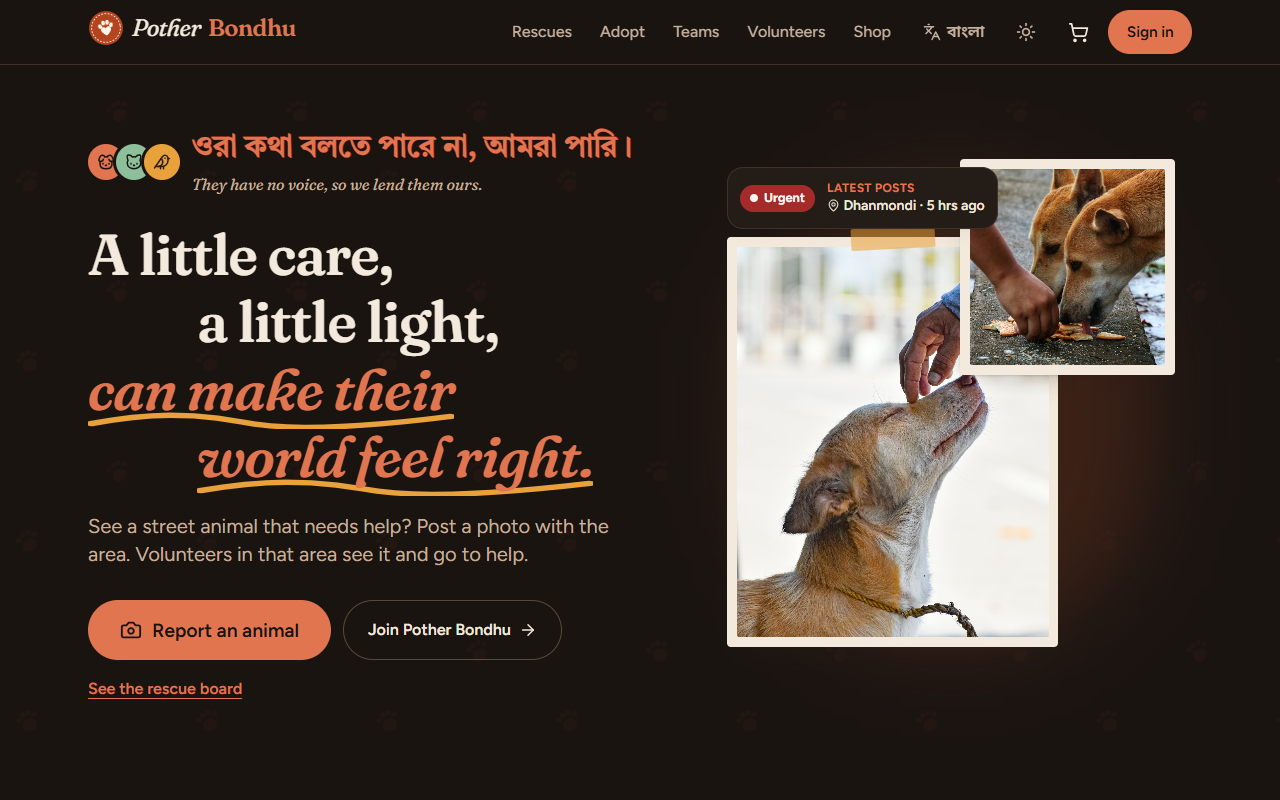 Pother Bondhu
Rescues Adopt Teams Volunteers Shop বাংলা Sign in
ওরা কথা বলতে পারে না, আমরা পারি।
They have no voice, so we lend them ours.
A little care,
a little light,
can make their
world feel right.
See a street animal that needs help? Post a photo with the
area. Volunteers in that area see it and go to help.
Report an animal
Join Pother Bondhu →
See the rescue board
Urgent
LATEST POSTS
Dhanmondi · 5 hrs ago